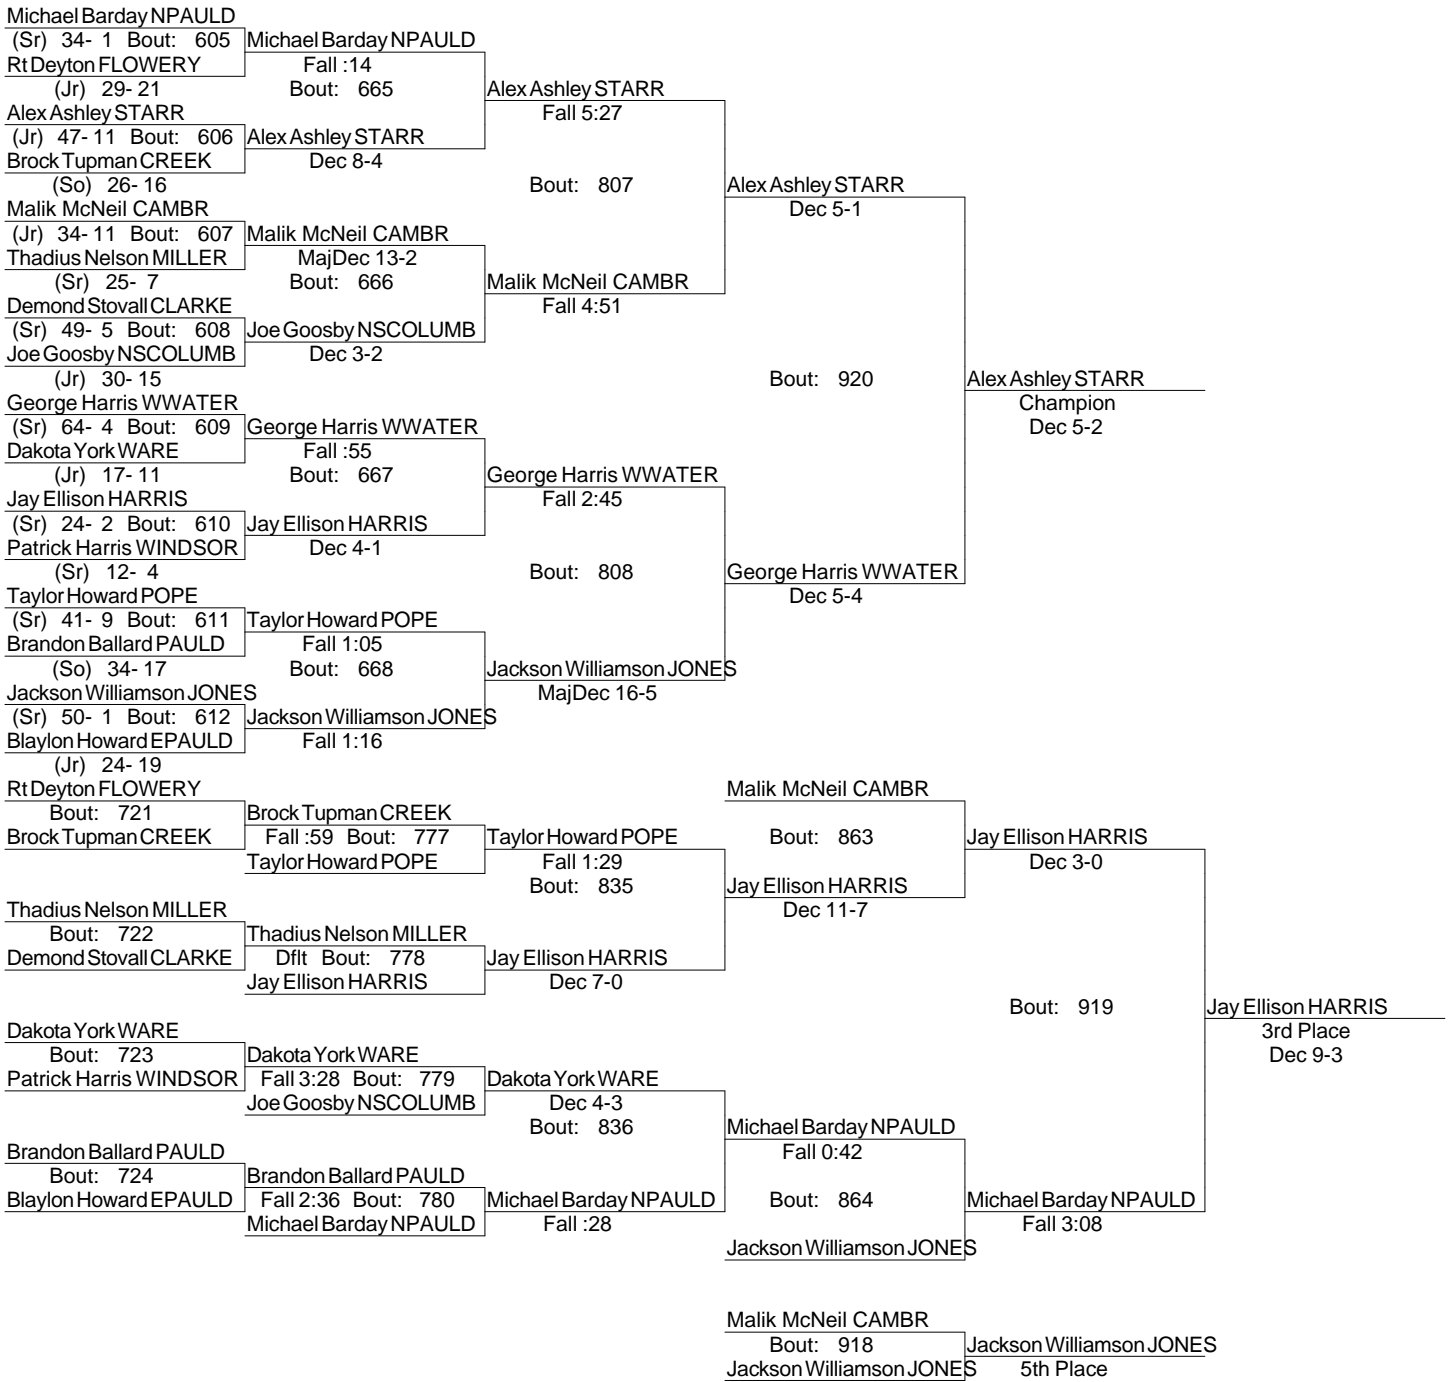 Michael Barday NPAULD
(Sr) 34- 1 Bout: 605 Michael Barday NPAULD
Rt Deyton FLOWERY Fall :14
(Jr) 29- 21 Bout: 665 Alex Ashley STARR
Alex Ashley STARR Fall 5:27
(Jr) 47- 11 Bout: 606 Alex Ashley STARR
Brock Tupman CREEK Dec 8-4
(So) 26- 16 Bout: 807 Alex Ashley STARR
Malik McNeil CAMBR Dec 5-1
(Jr) 34- 11 Bout: 607 Malik McNeil CAMBR
Thadius Nelson MILLER MajDec 13-2
(Sr) 25- 7 Bout: 666 Malik McNeil CAMBR
Demond Stovall CLARKE Fall 4:51
(Sr) 49- 5 Bout: 608 Joe Goosby NSCOLUMB
Joe Goosby NSCOLUMB Dec 3-2
(Jr) 30- 15 Bout: 920 Alex Ashley STARR
George Harris WWATER Champion
(Sr) 64- 4 Bout: 609 George Harris WWATER Dec 5-2
Dakota York WARE Fall :55
(Jr) 17- 11 Bout: 667 George Harris WWATER
Jay Ellison HARRIS Fall 2:45
(Sr) 24- 2 Bout: 610 Jay Ellison HARRIS
Patrick Harris WINDSOR Dec 4-1
(Sr) 12- 4 Bout: 808 George Harris WWATER
Taylor Howard POPE Dec 5-4
(Sr) 41- 9 Bout: 611 Taylor Howard POPE
Brandon Ballard PAULD Fall 1:05
(So) 34- 17 Bout: 668 Jackson Williamson JONES
Jackson Williamson JONES MajDec 16-5
(Sr) 50- 1 Bout: 612 Jackson Williamson JONES
Blaylon Howard EPAULD Fall 1:16
(Jr) 24- 19
Rt Deyton FLOWERY Malik McNeil CAMBR
Bout: 721 Brock Tupman CREEK
Brock Tupman CREEK Fall :59 Bout: 777 Taylor Howard POPE Bout: 863 Jay Ellison HARRIS
Taylor Howard POPE Fall 1:29 Dec 3-0
Bout: 835 Jay Ellison HARRIS
Thadius Nelson MILLER Dec 11-7
Bout: 722 Thadius Nelson MILLER
Demond Stovall CLARKE Dflt Bout: 778 Jay Ellison HARRIS
Jay Ellison HARRIS Dec 7-0
Bout: 919 Jay Ellison HARRIS
Dakota York WARE 3rd Place
Bout: 723 Dakota York WARE Dec 9-3
Patrick Harris WINDSOR Fall 3:28 Bout: 779 Dakota York WARE
Joe Goosby NSCOLUMB Dec 4-3
Bout: 836 Michael Barday NPAULD
Brandon Ballard PAULD Fall 0:42
Bout: 724 Brandon Ballard PAULD
Blaylon Howard EPAULD Fall 2:36 Bout: 780 Michael Barday NPAULD Bout: 864 Michael Barday NPAULD
Michael Barday NPAULD Fall :28 Fall 3:08
Jackson Williamson JONES
Malik McNeil CAMBR
Bout: 918 Jackson Williamson JONES
Jackson Williamson JONES 5th Place